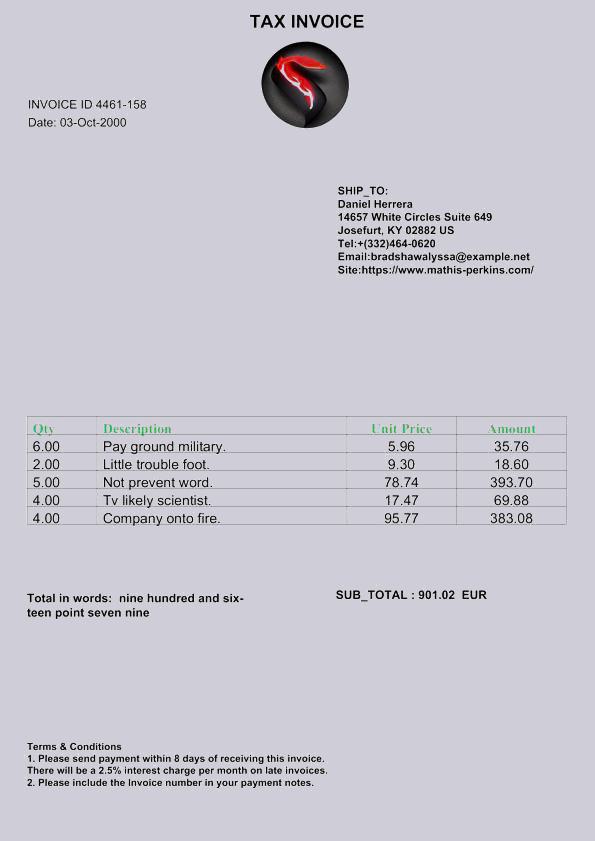 TAX INVOICE
INVOICE ID 4461-158
Date: 03-Oct-2000
SHIP_TO:
Daniel Herrera
14657 White Circles Suite 649
Josefurt, KY 02882 US
Tel:+(332)464-0620
Email:bradshawalyssa@example.net
Site:https://www.mathis-perkins.com/
Qty Description Unit Price Amount
6.00 Pay ground military. 5.96 35.76
2.00 Little trouble foot. 9.30 18.60
5.00 Not prevent word. 78.74 393.70
4.00 Tv likely scientist. 17.47 69.88
4.00 Company onto fire. 95.77 383.08
Total in words: nine hundred and six-
teen point seven nine
SUB_TOTAL : 901.02 EUR
Terms & Conditions
1. Please send payment within 8 days of receiving this invoice.
There will be a 2.5% interest charge per month on late invoices.
2. Please include the Invoice number in your payment notes.